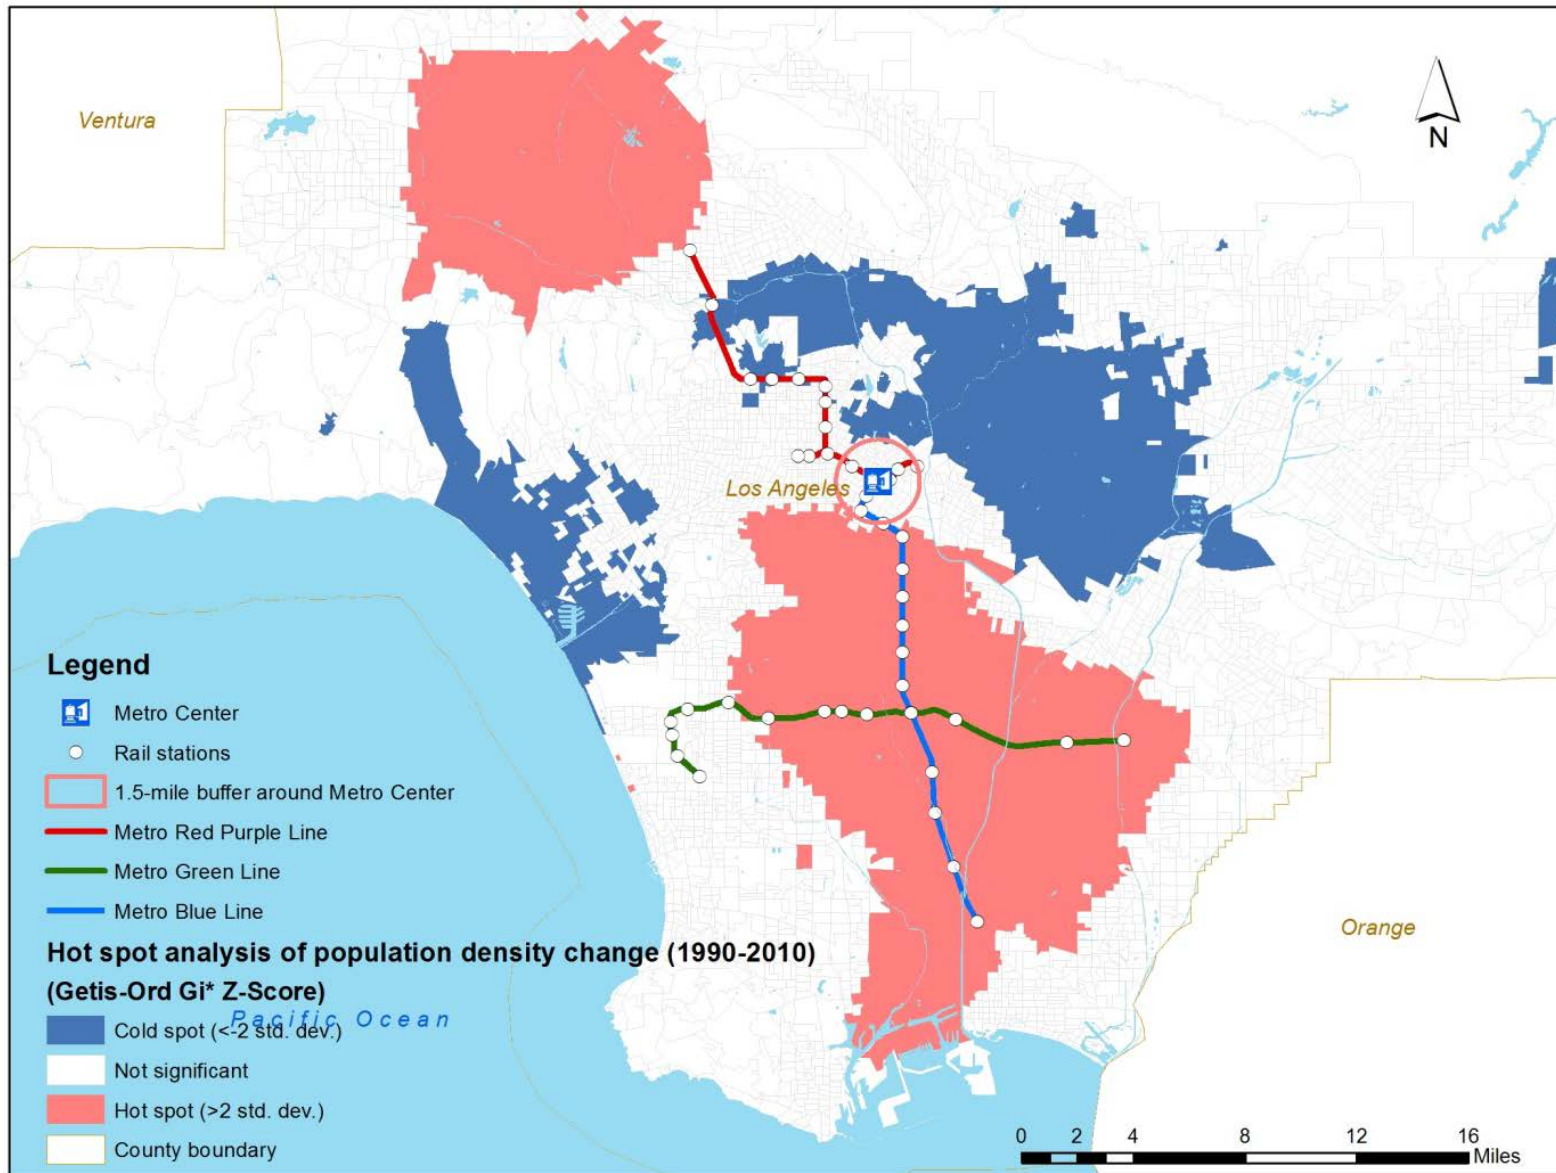 Ventura
N
Los Angeles
Legend
Metro Center
Rail stations
1.5-mile buffer around Metro Center
Metro Red Purple Line
Metro Green Line
Metro Blue Line
Orange
Hot spot analysis of population density change (1990-2010)
(Getis-Ord Gi* Z-Score)
Pacific Ocean
Cold spot (<-2 std. dev.)
Not significant
Hot spot (>2 std. dev.)
County boundary
0 2 4 8 12 16
Miles